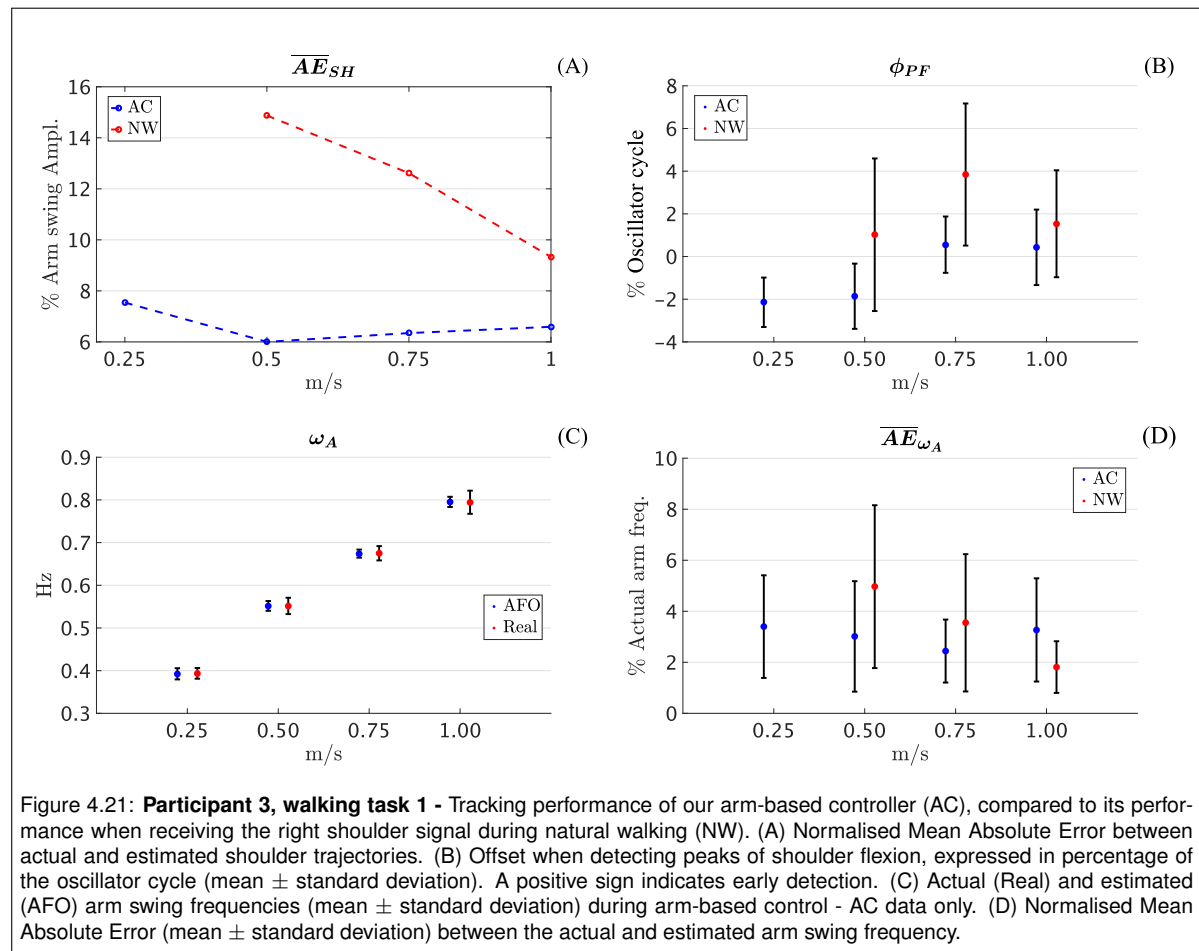 AE_SH
(A)
% Arm swing Ampl.
16
14
12
10
8
6
AC
NW
0.25 0.5 0.75 1
m/s
ϕ_PF
(B)
% Oscillator cycle
8
6
4
2
0
-2
-4
AC
NW
0.25 0.50 0.75 1.00
m/s
ω_A
(C)
Hz
0.9
0.8
0.7
0.6
0.5
0.4
0.3
AFO
Real
0.25 0.50 0.75 1.00
m/s
AE_ω_A
(D)
% Actual arm freq.
10
8
6
4
2
0
AC
NW
0.25 0.50 0.75 1.00
m/s
Figure 4.21: Participant 3, walking task 1 - Tracking performance of our arm-based controller (AC), compared to its perfor-
mance when receiving the right shoulder signal during natural walking (NW). (A) Normalised Mean Absolute Error between
actual and estimated shoulder trajectories. (B) Offset when detecting peaks of shoulder flexion, expressed in percentage of
the oscillator cycle (mean ± standard deviation). A positive sign indicates early detection. (C) Actual (Real) and estimated
(AFO) arm swing frequencies (mean ± standard deviation) during arm-based control - AC data only. (D) Normalised Mean
Absolute Error (mean ± standard deviation) between the actual and estimated arm swing frequency.